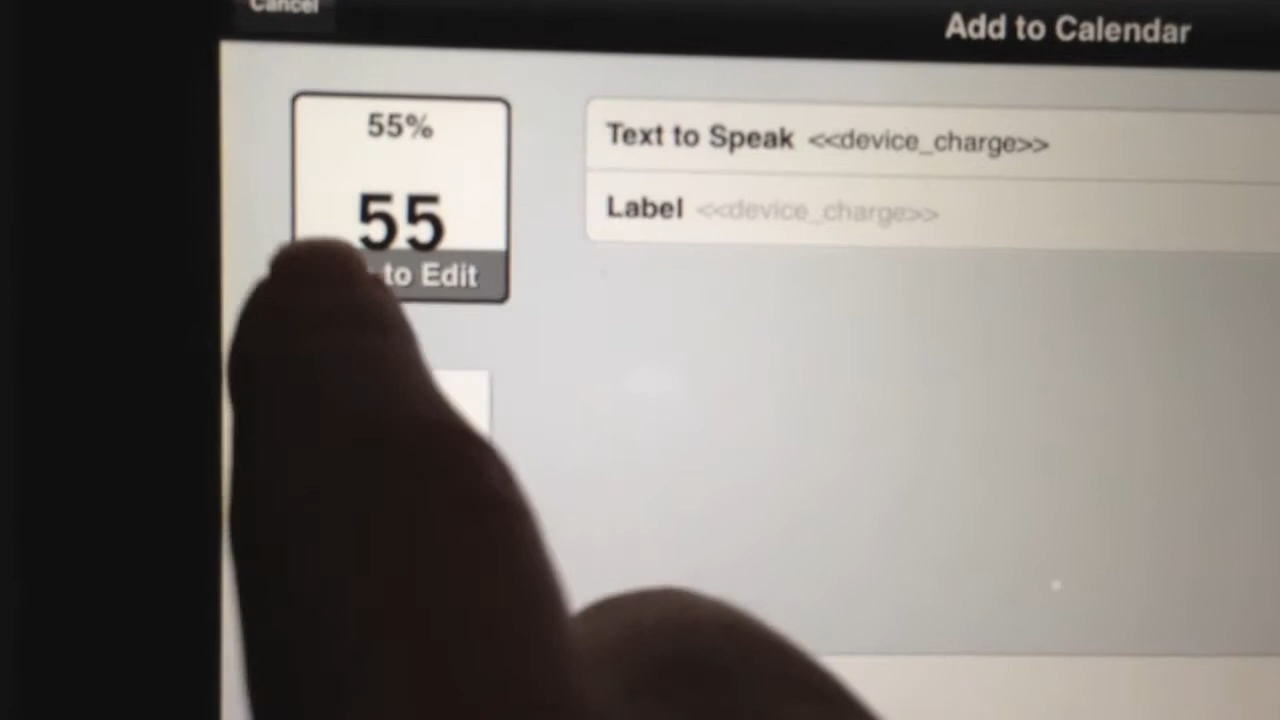 Cancel
Add to Calendar
55%
55
to Edit
Text to Speak <<device_charge>>
Label <<device_charge>>